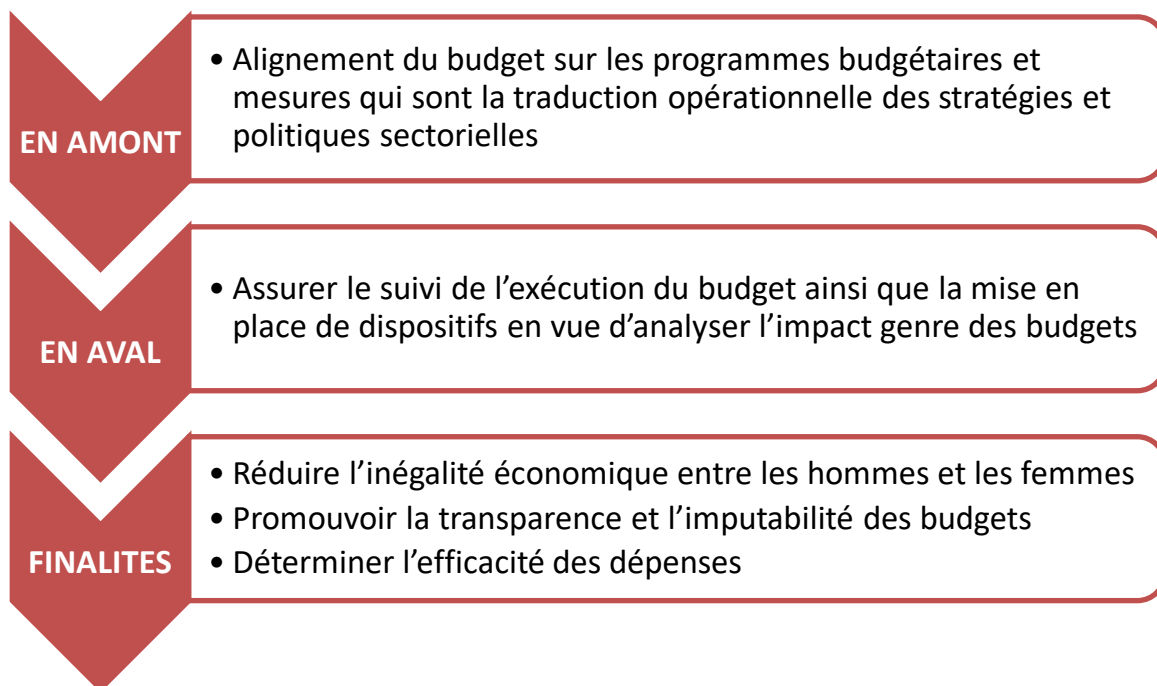 EN AMONT
• Alignement du budget sur les programmes budgétaires et
mesures qui sont la traduction opérationnelle des stratégies et
politiques sectorielles
EN AVAL
• Assurer le suivi de l’exécution du budget ainsi que la mise en
place de dispositifs en vue d’analyser l’impact genre des budgets
FINALITES
• Réduire l’inégalité économique entre les hommes et les femmes
• Promouvoir la transparence et l’imputabilité des budgets
• Déterminer l’efficacité des dépenses